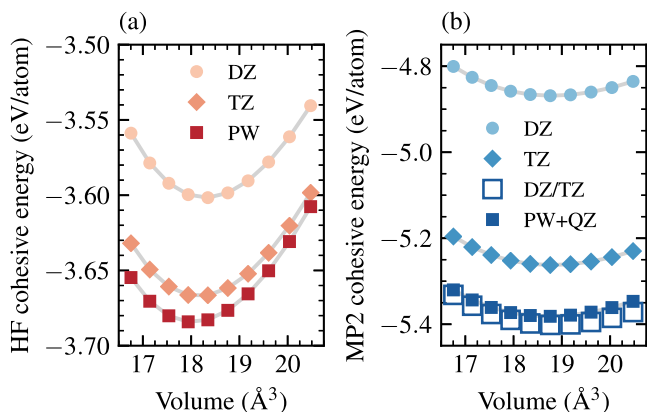 (a)
HF cohesive energy (eV/atom)
−3.50
−3.55
−3.60
−3.65
−3.70
DZ
TZ
PW
17
18
19
20
Volume (Å³)
(b)
MP2 cohesive energy (eV/atom)
−4.8
−5.0
−5.2
−5.4
DZ
TZ
DZ/TZ
PW+QZ
17
18
19
20
Volume (Å³)